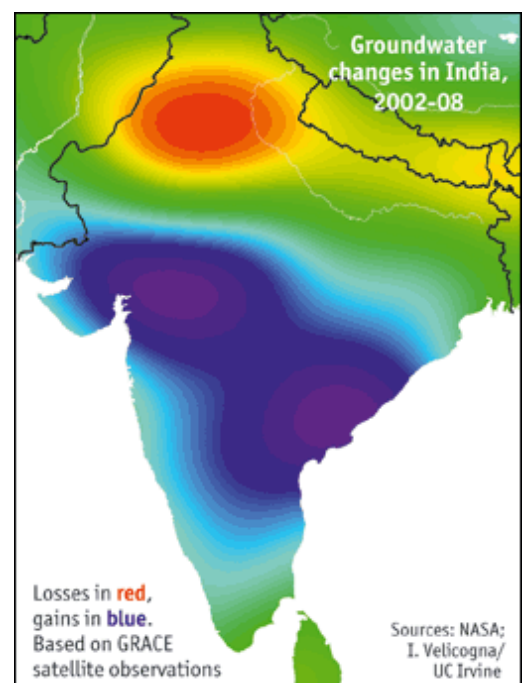 Groundwater
changes in India,
2002-08
Losses in red,
gains in blue.
Based on GRACE
satellite observations
Sources: NASA;
I. Velicogna/
UC Irvine